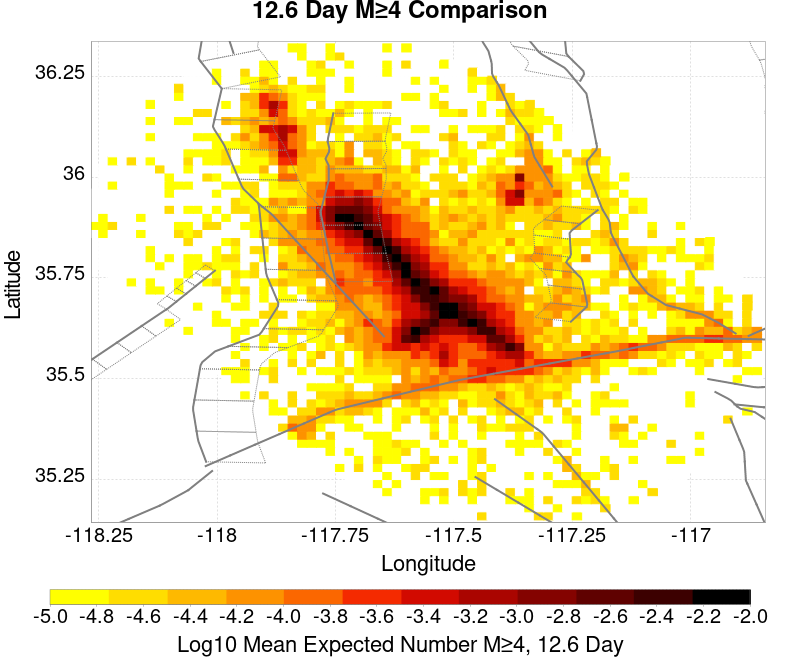 12.6 Day M≥4 Comparison
36.25
36
35.75
35.5
35.25
Latitude
-118.25 -118 -117.75 -117.5 -117.25 -117
Longitude
-5.0 -4.8 -4.6 -4.4 -4.2 -4.0 -3.8 -3.6 -3.4 -3.2 -3.0 -2.8 -2.6 -2.4 -2.2 -2.0
Log10 Mean Expected Number M≥4, 12.6 Day